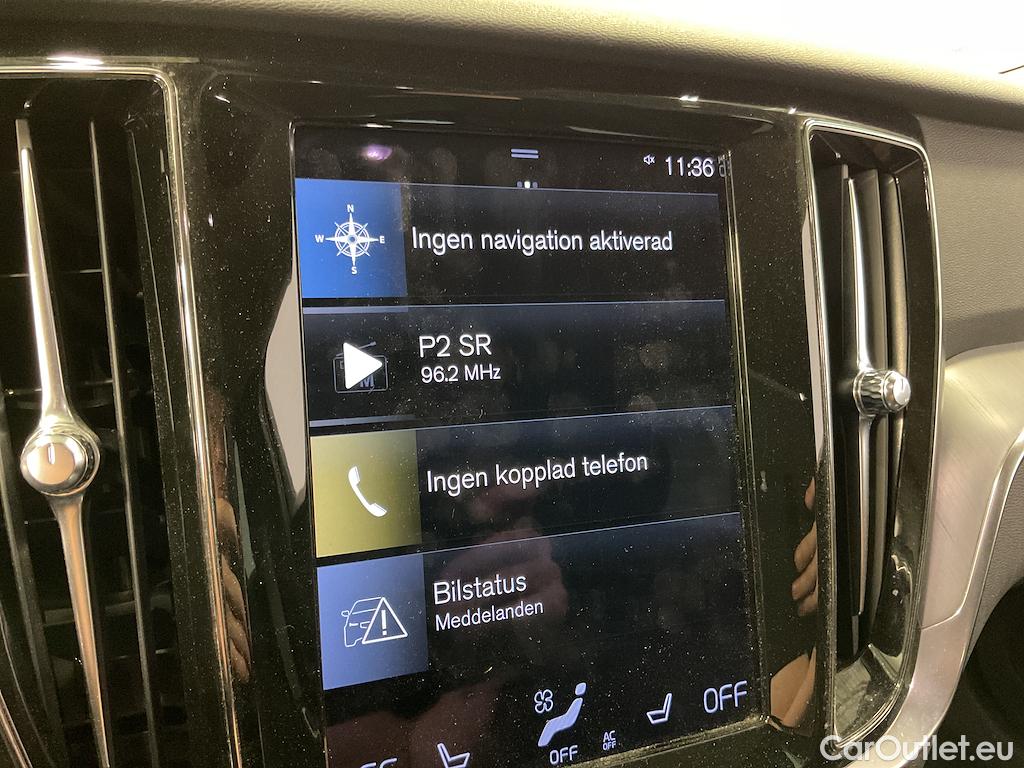 11:36
N
W E
S
Ingen navigation aktiverad
P2 SR
96.2 MHz
Ingen kopplad telefon
Bilstatus
Meddelanden
OFF
AC
OFF
OFF
CarOutlet.eu